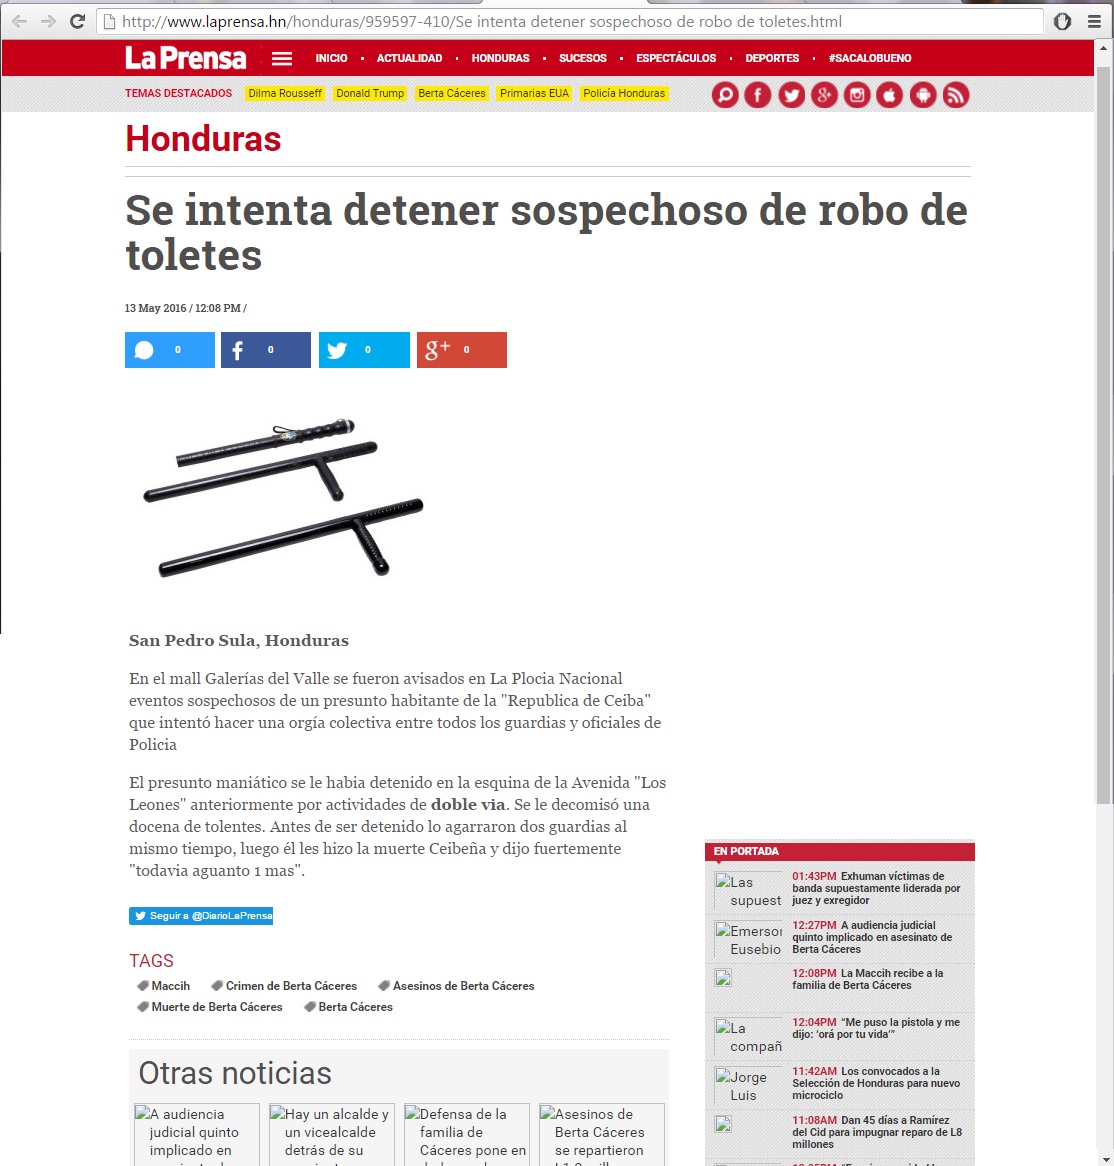 http://www.laprensa.hn/honduras/959597-410/Se intenta detener sospechoso de robo de toletes.html
La Prensa
INICIO · ACTUALIDAD · HONDURAS · SUCESOS · ESPECTÁCULOS · DEPORTES · #SACALOBUENO
TEMAS DESTACADOS Dilma Rousseff Donald Trump Berta Cáceres Primarias EUA Policía Honduras
Honduras
Se intenta detener sospechoso de robo de
toletes
13 May 2016 / 12:08 PM /
0 0 0 g+ 0
San Pedro Sula, Honduras
En el mall Galerías del Valle se fueron avisados en La Plocia Nacional
eventos sospechosos de un presunto habitante de la "Republica de Ceiba"
que intentó hacer una orgía colectiva entre todos los guardias y oficiales de
Policia
El presunto maniático se le habia detenido en la esquina de la Avenida "Los
Leones" anteriormente por actividades de doble via. Se le decomisó una
docena de tolentes. Antes de ser detenido lo agarraron dos guardias al
mismo tiempo, luego él les hizo la muerte Ceibeña y dijo fuertemente
"todavia aguanto 1 mas".
Seguir a @DiarioLaPrensa
TAGS
Maccih Crimen de Berta Cáceres Asesinos de Berta Cáceres
Muerte de Berta Cáceres Berta Cáceres
Otras noticias
A audiencia
judicial quinto
implicado en
Hay un alcalde y
un vicealcalde
detrás de su
Defensa de la
familia de
Cáceres pone en
Asesinos de
Berta Cáceres
se repartieron
EN PORTADA
Las
supuest
01:43PM Exhuman víctimas de
banda supuestamente liderada por
juez y exregidor
Emerson
Eusebio
12:27PM A audiencia judicial
quinto implicado en asesinato de
Berta Cáceres
12:08PM La Maccih recibe a la
familia de Berta Cáceres
La
compañ
12:04PM “Me puso la pistola y me
dijo: ‘orá por tu vida’”
Jorge
Luis
11:42AM Los convocados a la
Selección de Honduras para nuevo
microciclo
11:08AM Dan 45 días a Ramírez
del Cid para impugnar reparo de L8
millones